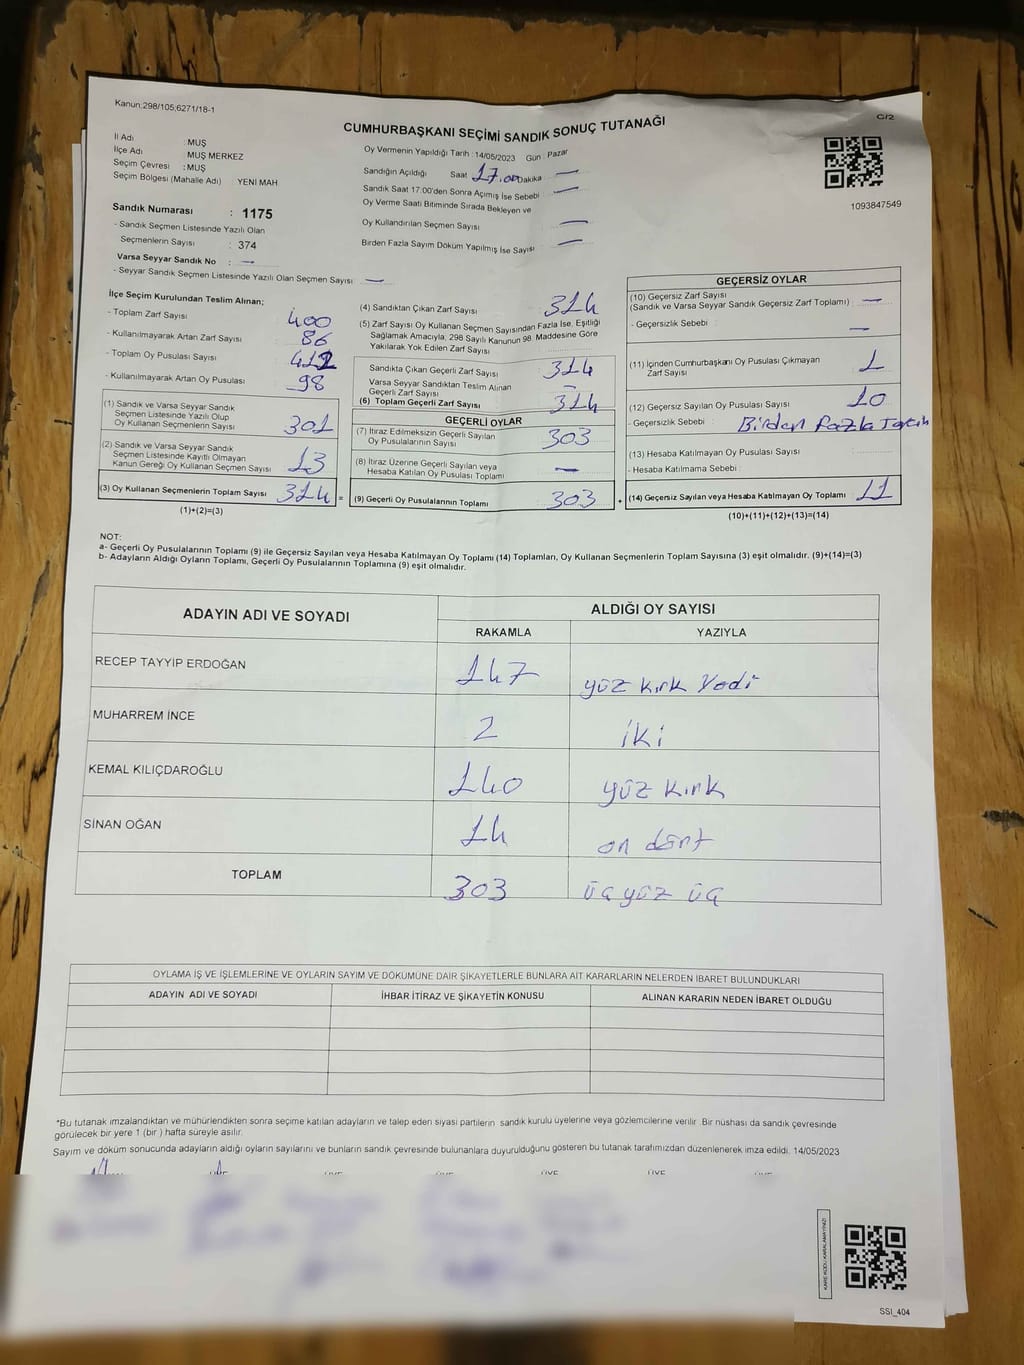 Kanun;298/105;6271/18-1
C/2
CUMHURBAŞKANI SEÇİMİ SANDIK SONUÇ TUTANAĞI
İl Adı : MUŞ
İlçe Adı : MUŞ MERKEZ
Seçim Çevresi : MUŞ
Seçim Bölgesi (Mahalle Adı) : YENİ MAH
Oy Vermenin Yapıldığı Tarih : 14/05/2023 Gün : Pazar
Sandığın Açıldığı Saat 17.00 Dakika —
Sandık Saat 17:00'den Sonra Açımış İse Sebebi —
Oy Verme Saati Bitiminde Sırada Bekleyen ve
Oy Kullandırılan Seçmen Sayısı —
Birden Fazla Sayım Döküm Yapılmış İse Sayısı —
1093847549
Sandık Numarası : 1175
- Sandık Seçmen Listesinde Yazılı Olan
Seçmenlerin Sayısı : 374
Varsa Seyyar Sandık No : —
- Seyyar Sandık Seçmen Listesinde Yazılı Olan Seçmen Sayısı : —
İlçe Seçim Kurulundan Teslim Alınan;
- Toplam Zarf Sayısı 400
- Kullanılmayarak Artan Zarf Sayısı 86
- Toplam Oy Pusulası Sayısı 412
- Kullanılmayarak Artan Oy Pusulası 98
(1) Sandık ve Varsa Seyyar Sandık
Seçmen Listesinde Yazılı Olup
Oy Kullanan Seçmenlerin Sayısı 301
(2) Sandık ve Varsa Seyyar Sandık
Seçmen Listesinde Kayıtlı Olmayan
Kanun Gereği Oy Kullanan Seçmen Sayısı 13
(3) Oy Kullanan Seçmenlerin Toplam Sayısı 314 =
(1)+(2)=(3)
(4) Sandıktan Çıkan Zarf Sayısı 314
(5) Zarf Sayısı Oy Kullanan Seçmen Sayısından Fazla İse, Eşitliği
Sağlamak Amacıyla, 298 Sayılı Kanunun 98. Maddesine Göre
Yakılarak Yok Edilen Zarf Sayısı
Sandıkta Çıkan Geçerli Zarf Sayısı 314
Varsa Seyyar Sandıktan Teslim Alınan
Geçerli Zarf Sayısı —
(6) Toplam Geçerli Zarf Sayısı 314
GEÇERLİ OYLAR
(7) İtiraz Edilmeksizin Geçerli Sayılan
Oy Pusulalarının Sayısı 303
(8) İtiraz Üzerine Geçerli Sayılan veya
Hesaba Katılan Oy Pusulası Toplamı —
(9) Geçerli Oy Pusulalarının Toplamı 303 +
GEÇERSİZ OYLAR
(10) Geçersiz Zarf Sayısı
(Sandık ve Varsa Seyyar Sandık Geçersiz Zarf Toplamı) : —
- Geçersizlik Sebebi : —
(11) İçinden Cumhurbaşkanı Oy Pusulası Çıkmayan
Zarf Sayısı 1
(12) Geçersiz Sayılan Oy Pusulası Sayısı 10
- Geçersizlik Sebebi : Birden fazla
(13) Hesaba Katılmayan Oy Pusulası Sayısı :
- Hesaba Katılmama Sebebi :
(14) Geçersiz Sayılan veya Hesaba Katılmayan Oy Toplamı 11
(10)+(11)+(12)+(13)=(14)
NOT:
a- Geçerli Oy Pusulalarının Toplamı (9) ile Geçersiz Sayılan veya Hesaba Katılmayan Oy Toplamı (14) Toplamları, Oy Kullanan Seçmenlerin Toplam Sayısına (3) eşit olmalıdır. (9)+(14)=(3)
b- Adayların Aldığı Oyların Toplamı, Geçerli Oy Pusulalarının Toplamına (9) eşit olmalıdır.
ADAYIN ADI VE SOYADI ALDIĞI OY SAYISI
RAKAMLA YAZIYLA
RECEP TAYYİP ERDOĞAN 147 yüz kırk Yedi
MUHARREM İNCE 2 iki
KEMAL KILIÇDAROĞLU 140 yüz kırk
SİNAN OĞAN 14 on dört
TOPLAM 303 üçyüz üç
OYLAMA İŞ VE İŞLEMLERİNE VE OYLARIN SAYIM VE DÖKÜMÜNE DAİR ŞİKAYETLERLE BUNLARA AİT KARARLARIN NELERDEN İBARET BULUNDUKLARI
ADAYIN ADI VE SOYADI İHBAR İTİRAZ VE ŞİKAYETİN KONUSU ALINAN KARARIN NEDEN İBARET OLDUĞU
*Bu tutanak imzalandıktan ve mühürlendikten sonra seçime katılan adayların ve talep eden siyasi partilerin sandık kurulu üyelerine veya gözlemcilerine verilir. Bir nüshası da sandık çevresinde
görülecek bir yere 1 (bir ) hafta süreyle asılır.
Sayım ve döküm sonucunda adayların aldığı oyların sayılarını ve bunların sandık çevresinde bulunanlara duyurulduğunu gösteren bu tutanak tarafımızdan düzenlenerek imza edildi. 14/05/2023
ÜYE ÜYE ÜYE
KARE KODU KARALAMAYINIZ!
SSI_404